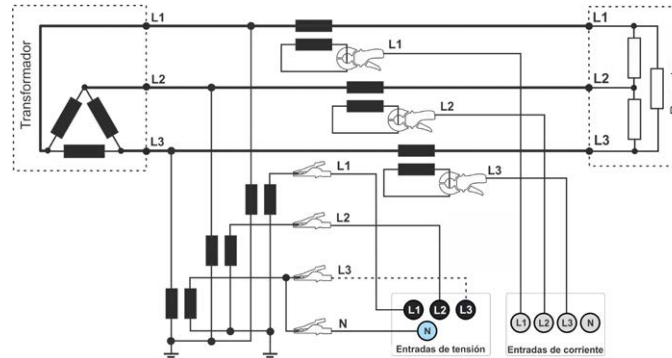 Transformador
L1
L2
L3
L1
L2
L3
L1
L2
L3
L1
L2
L3
N
L1
L2
L3
N
Entradas de tensión
L1
L2
L3
N
Entradas de corriente